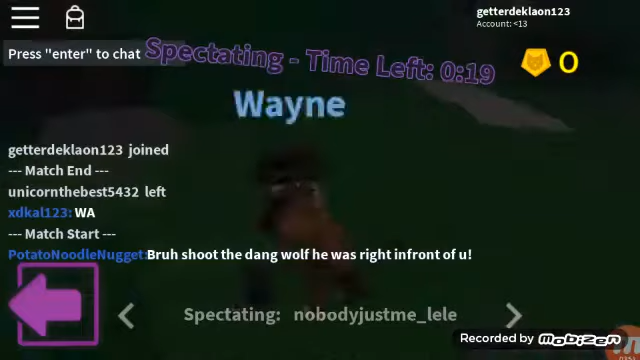 getterdeklaon123
Account: <13
Press "enter" to chat
Spectating - Time Left: 0:19
0
Wayne
getterdeklaon123 joined
--- Match End ---
unicornthebest5432 left
xdkal123: WA
--- Match Start ---
PotatoNoodleNugget: Bruh shoot the dang wolf he was right infront of u!
Spectating: nobodyjustme_lele
Recorded by Mobizen